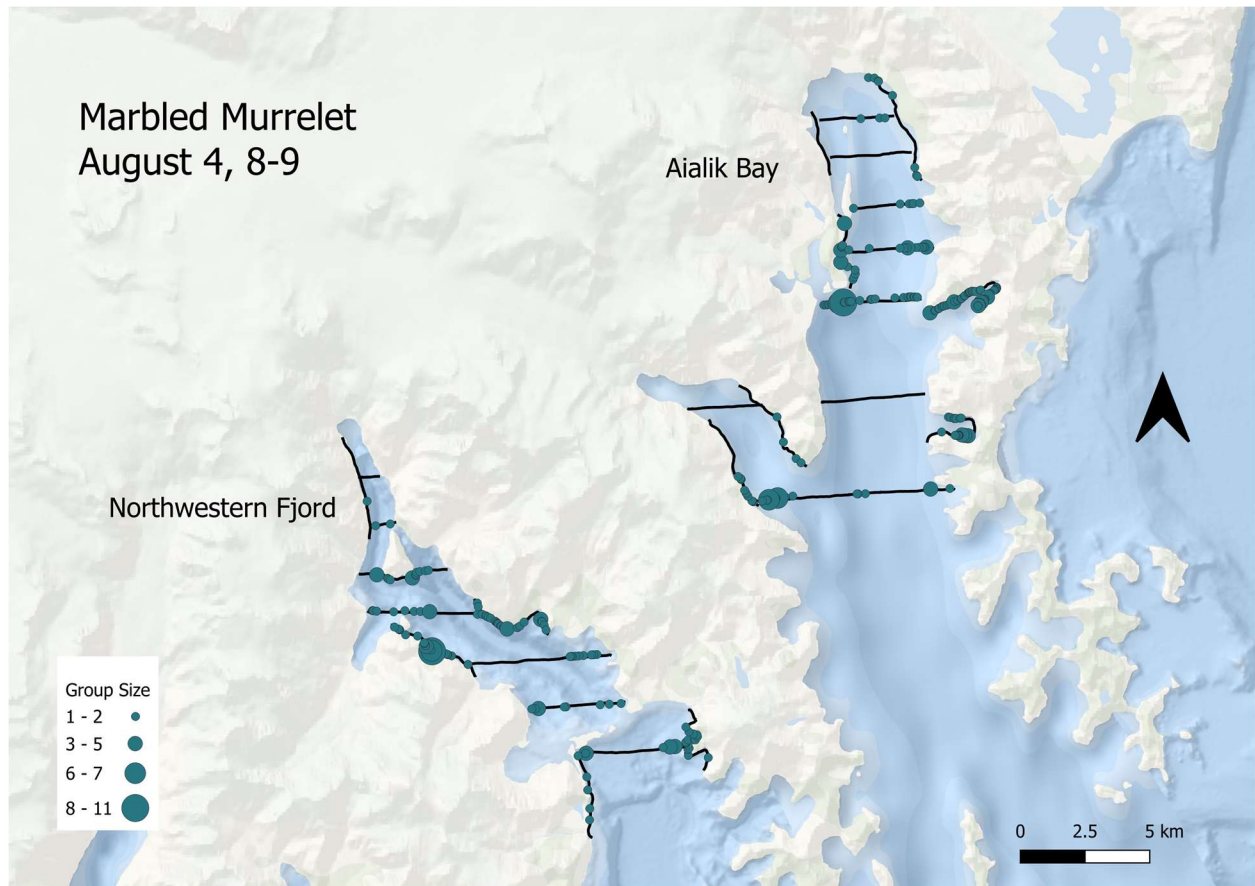 Marbled Murrelet
August 4, 8-9
Aialik Bay
Northwestern Fjord
Group Size
1 - 2
3 - 5
6 - 7
8 - 11
0 2.5 5 km